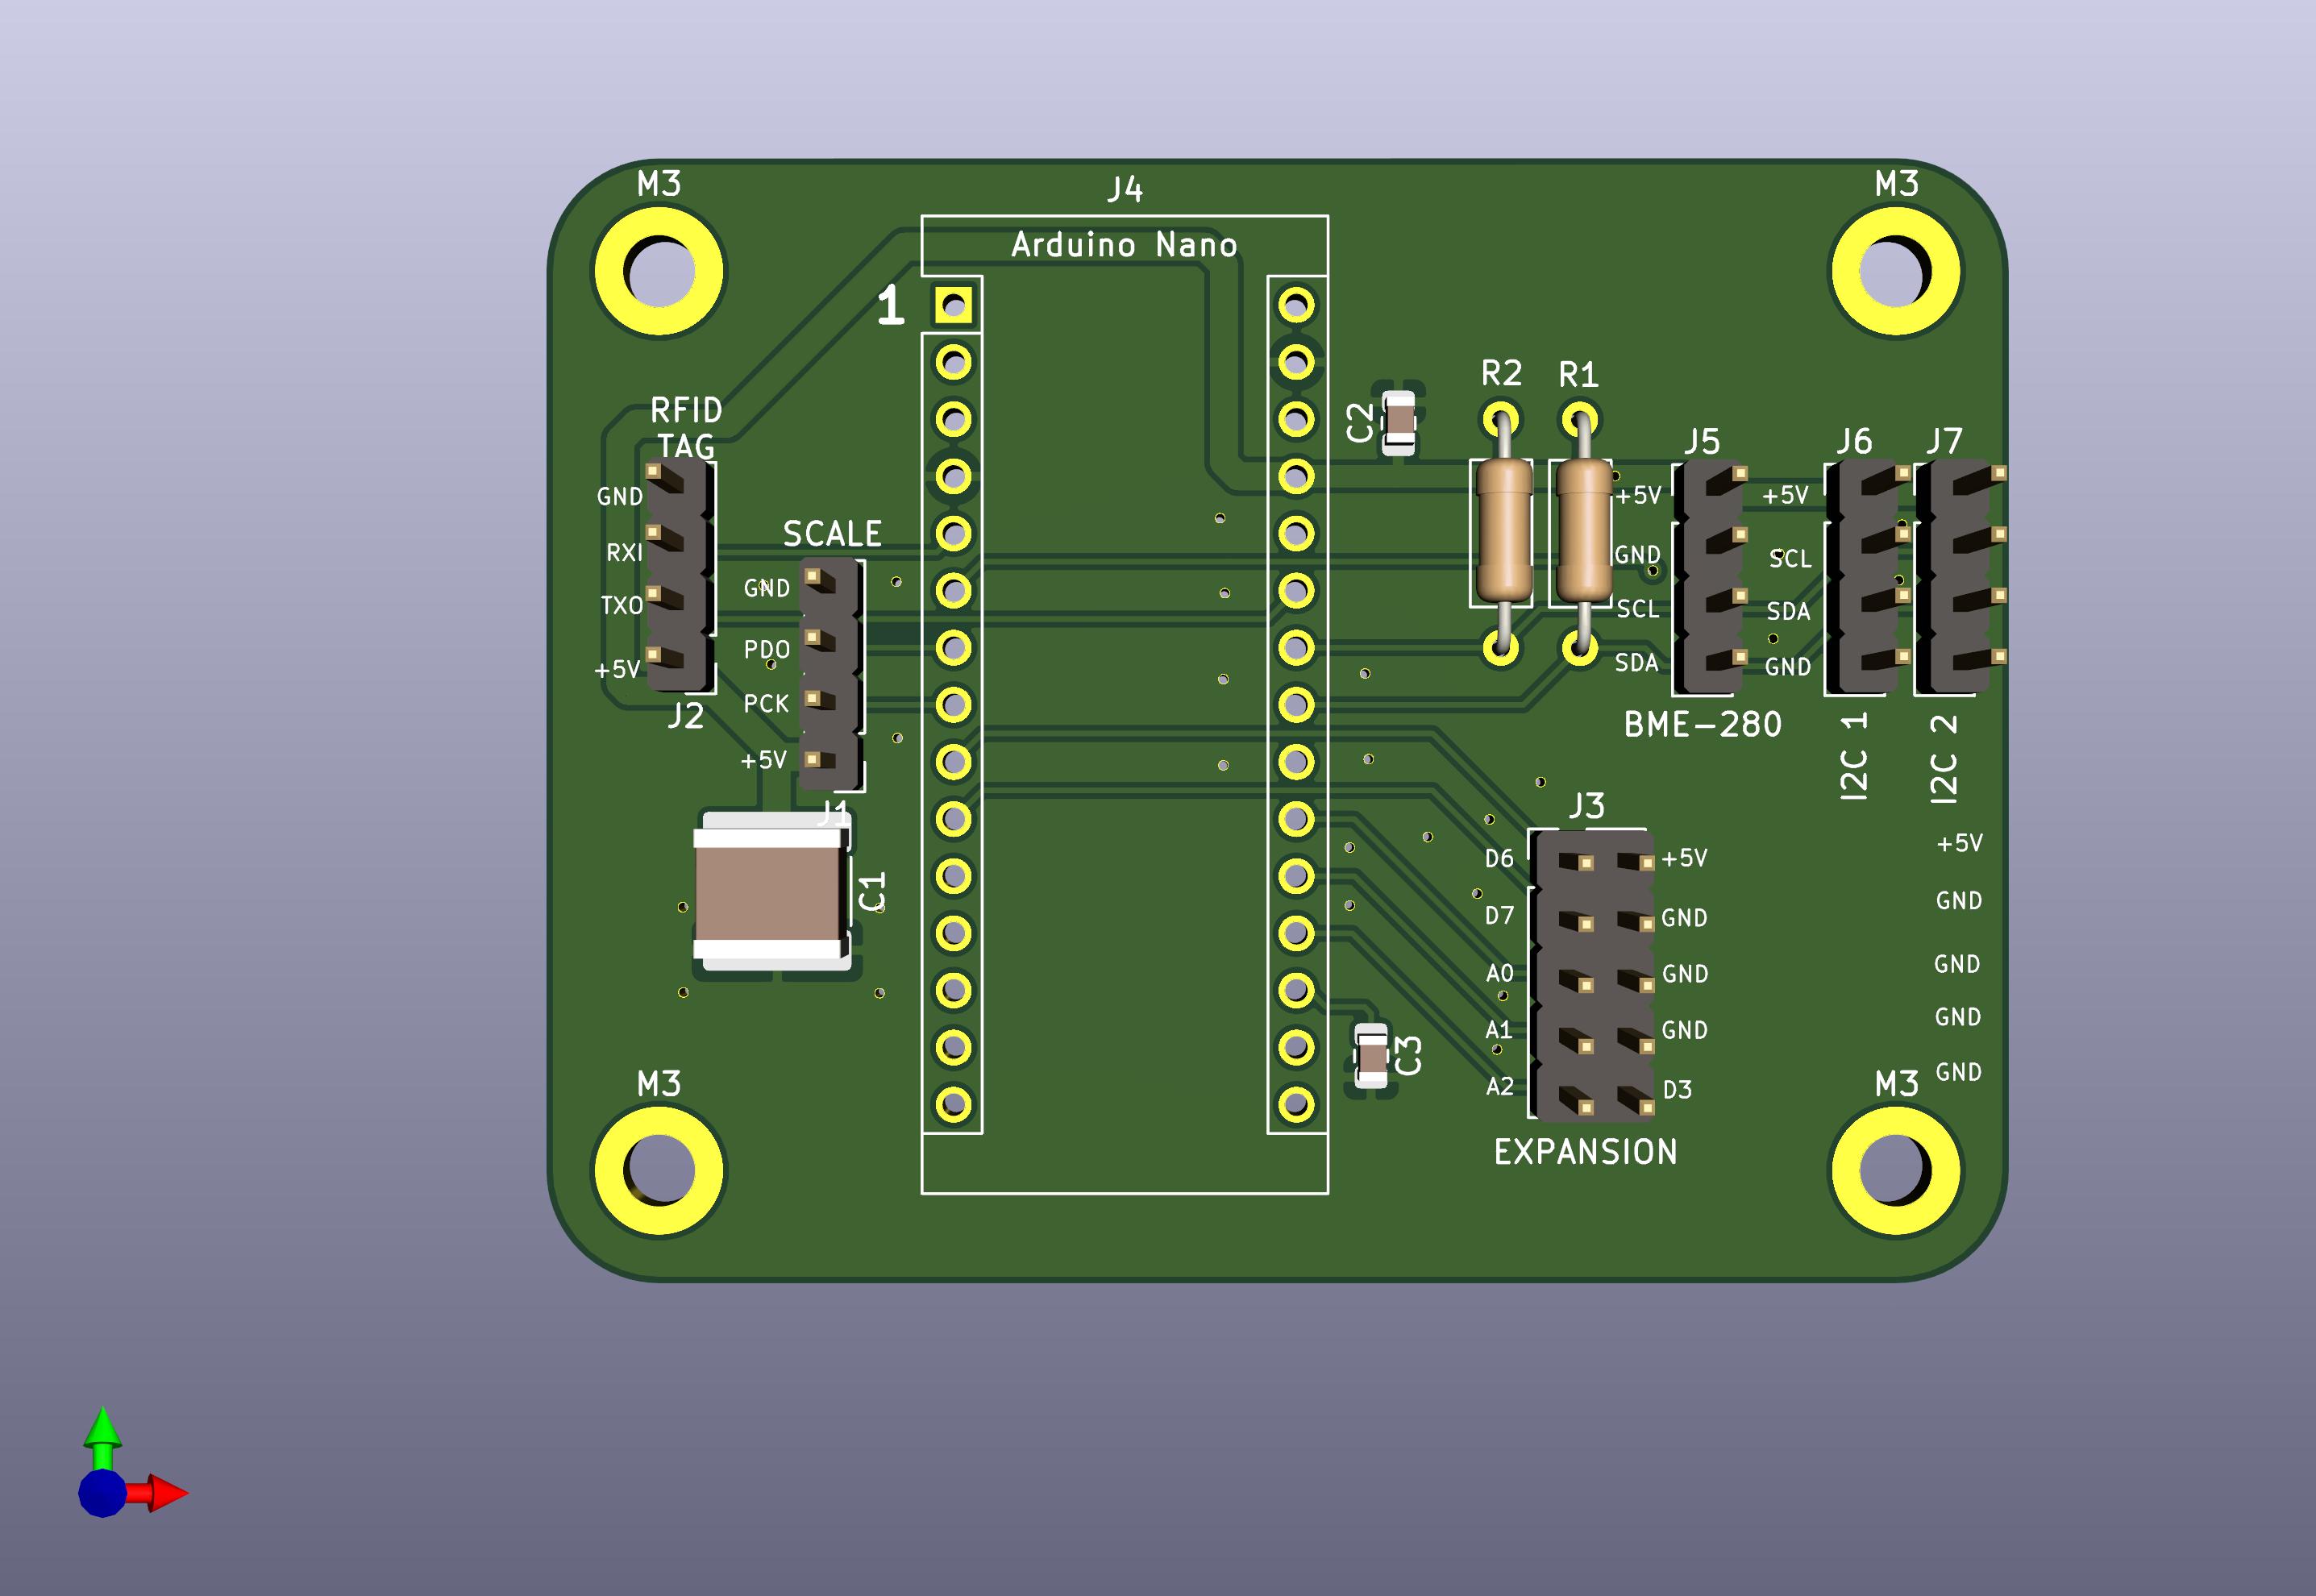 M3
M3
J4
Arduino Nano
1
RFID
TAG
GND
RXI
TXO
+5V
J2
SCALE
GND
PDO
PCK
+5V
J1
C1
C2
R2
R1
J5
+5V
GND
SCL
SDA
BME-280
J6
J7
+5V
SCL
SDA
GND
I2C 1
I2C 2
J3
D6
+5V
D7
GND
A0
GND
A1
GND
A2
D3
EXPANSION
C3
+5V
GND
GND
GND
GND
M3
M3